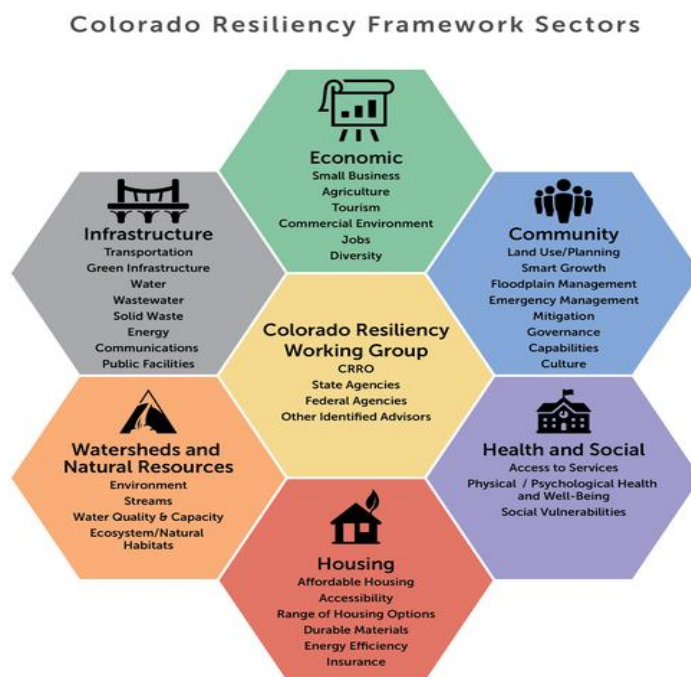 Colorado Resiliency Framework Sectors
Economic
Small Business
Agriculture
Tourism
Commercial Environment
Jobs
Diversity
Infrastructure
Transportation
Green Infrastructure
Water
Wastewater
Solid Waste
Energy
Communications
Public Facilities
Community
Land Use/Planning
Smart Growth
Floodplain Management
Emergency Management
Mitigation
Governance
Capabilities
Culture
Colorado Resiliency
Working Group
CRRO
State Agencies
Federal Agencies
Other Identified Advisors
Watersheds and
Natural Resources
Environment
Streams
Water Quality & Capacity
Ecosystem/Natural
Habitats
Health and Social
Access to Services
Physical / Psychological Health
and Well-Being
Social Vulnerabilities
Housing
Affordable Housing
Accessibility
Range of Housing Options
Durable Materials
Energy Efficiency
Insurance